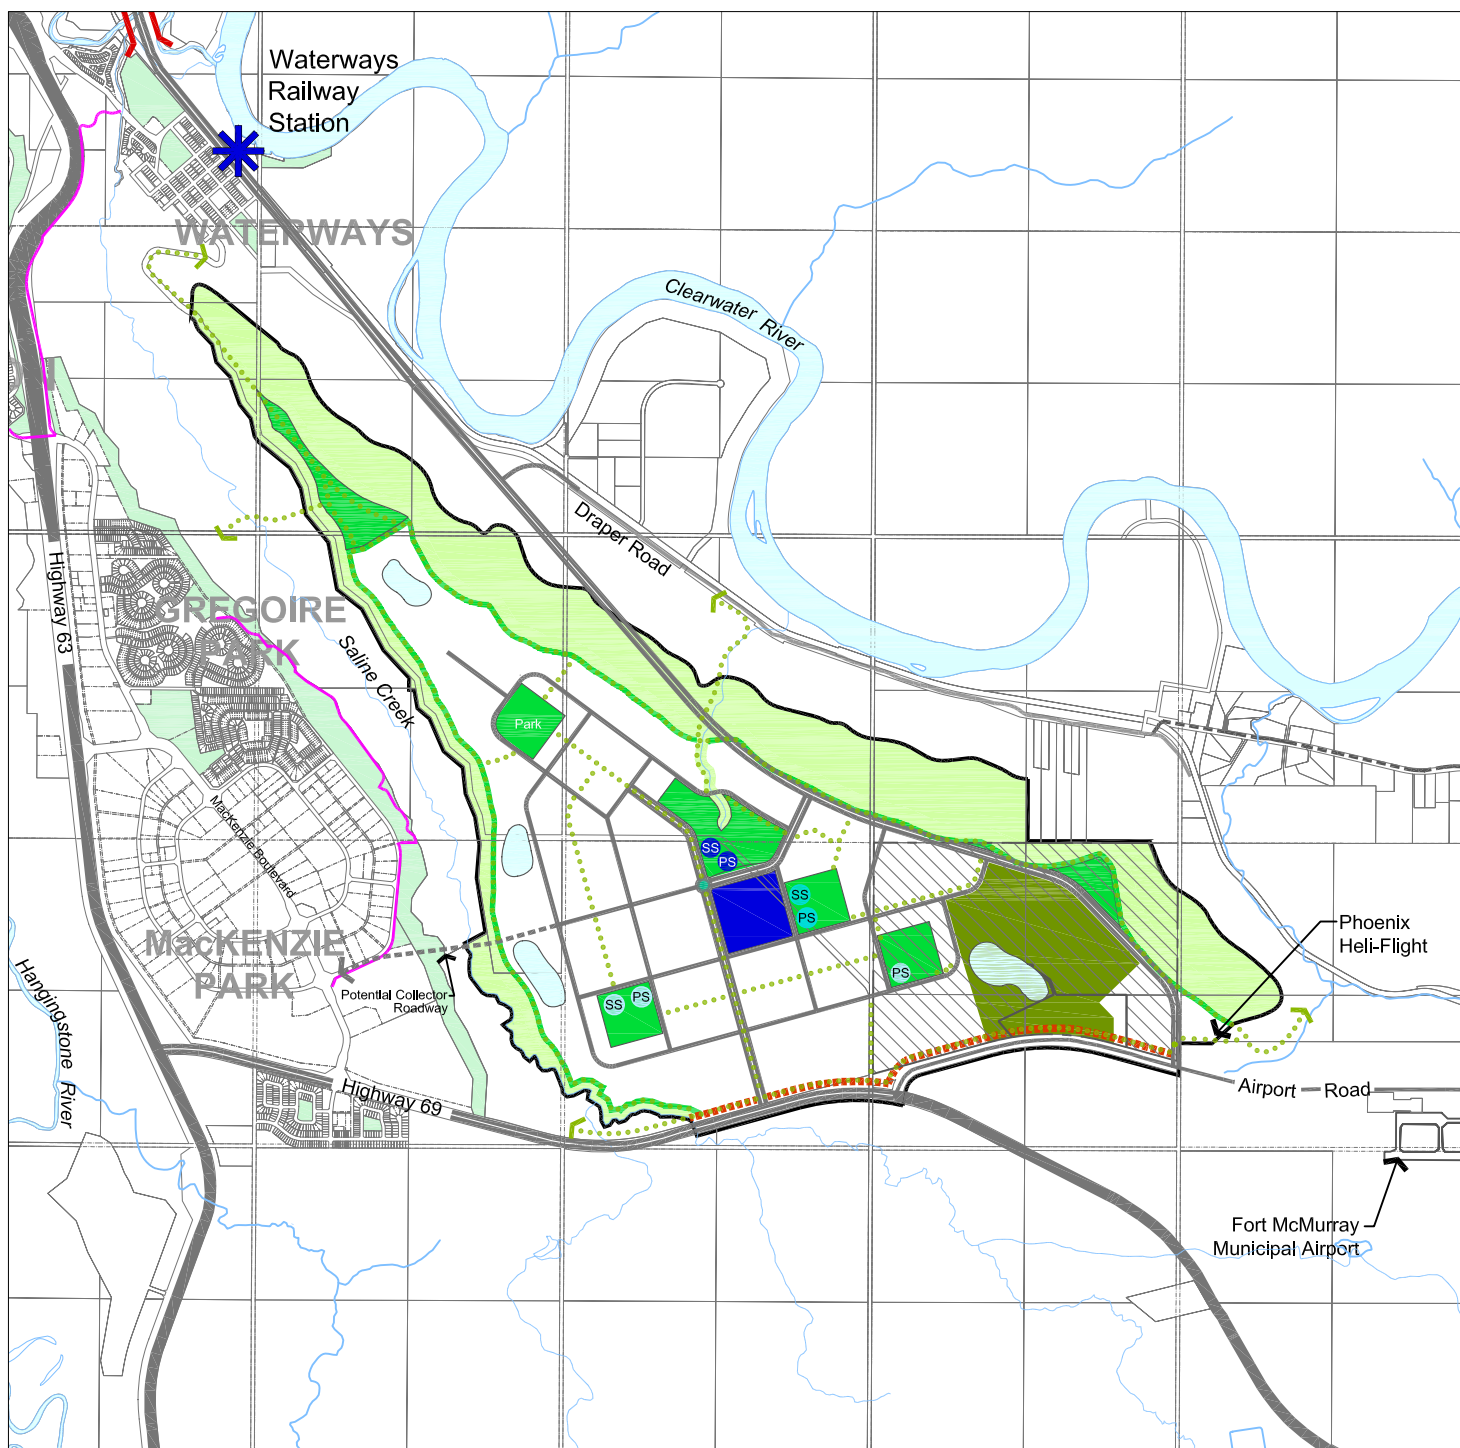 Waterways
Railway
Station
WATERWAYS
Clearwater River
Draper Road
Highway 63
GREGOIRE
PARK
Saline Creek
Park
MacKenzie Boulevard
SS
PS
SS
PS
PS
SS
PS
Phoenix
Heli-Flight
MacKENZIE
PARK
Potential Collector
Roadway
Hangingstone River
Highway 69
Airport Road
Fort McMurray
Municipal Airport